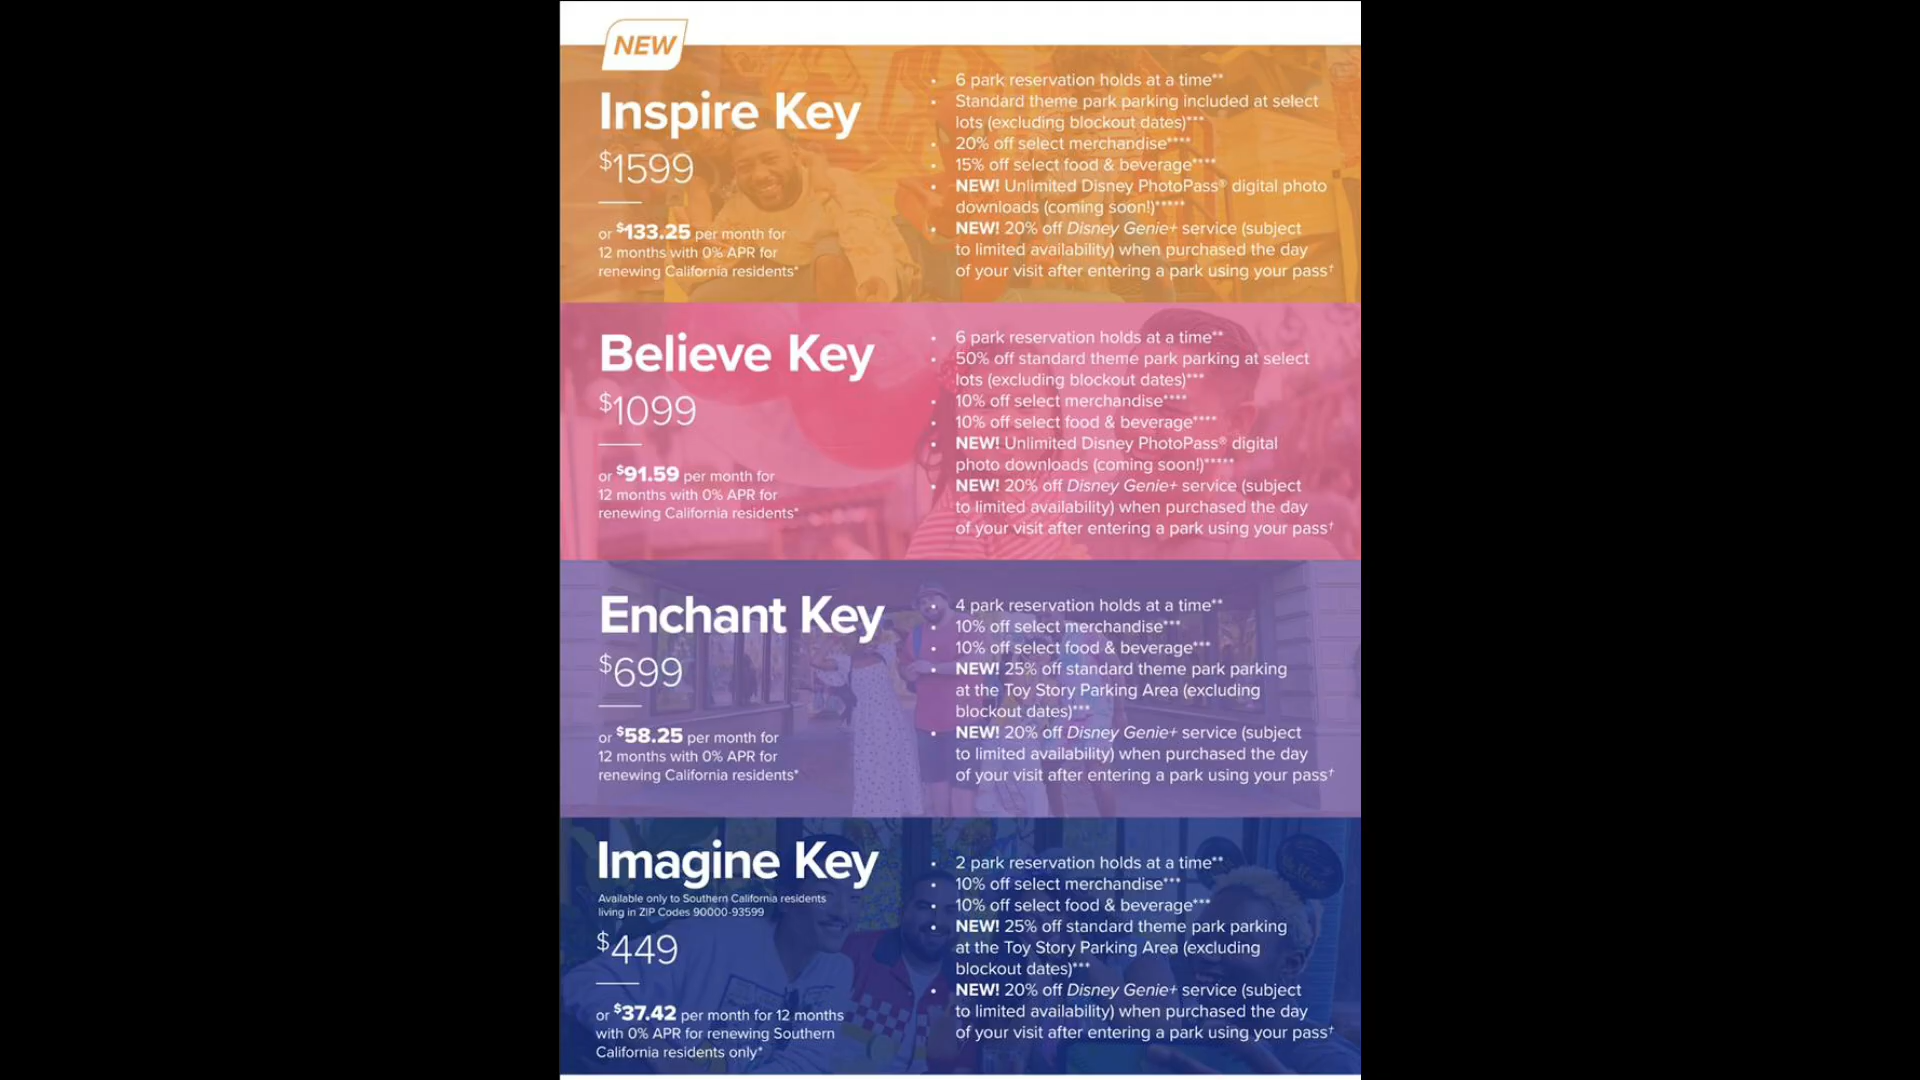 NEW
Inspire Key
$1599
or $133.25 per month for
12 months with 0% APR for
renewing California residents*
• 6 park reservation holds at a time**
• Standard theme park parking included at select
lots (excluding blockout dates)***
• 20% off select merchandise****
• 15% off select food & beverage****
• NEW! Unlimited Disney PhotoPass® digital photo
downloads (coming soon!)*****
• NEW! 20% off Disney Genie+ service (subject
to limited availability) when purchased the day
of your visit after entering a park using your pass†
Believe Key
$1099
or $91.59 per month for
12 months with 0% APR for
renewing California residents*
• 6 park reservation holds at a time**
• 50% off standard theme park parking at select
lots (excluding blockout dates)***
• 10% off select merchandise****
• 10% off select food & beverage****
• NEW! Unlimited Disney PhotoPass® digital
photo downloads (coming soon!)*****
• NEW! 20% off Disney Genie+ service (subject
to limited availability) when purchased the day
of your visit after entering a park using your pass†
Enchant Key
$699
or $58.25 per month for
12 months with 0% APR for
renewing California residents*
• 4 park reservation holds at a time**
• 10% off select merchandise***
• 10% off select food & beverage***
• NEW! 25% off standard theme park parking
at the Toy Story Parking Area (excluding
blockout dates)***
• NEW! 20% off Disney Genie+ service (subject
to limited availability) when purchased the day
of your visit after entering a park using your pass†
Imagine Key
Available only to Southern California residents
living in ZIP Codes 90000-93599
$449
or $37.42 per month for 12 months
with 0% APR for renewing Southern
California residents only*
• 2 park reservation holds at a time**
• 10% off select merchandise***
• 10% off select food & beverage***
• NEW! 25% off standard theme park parking
at the Toy Story Parking Area (excluding
blockout dates)***
• NEW! 20% off Disney Genie+ service (subject
to limited availability) when purchased the day
of your visit after entering a park using your pass†